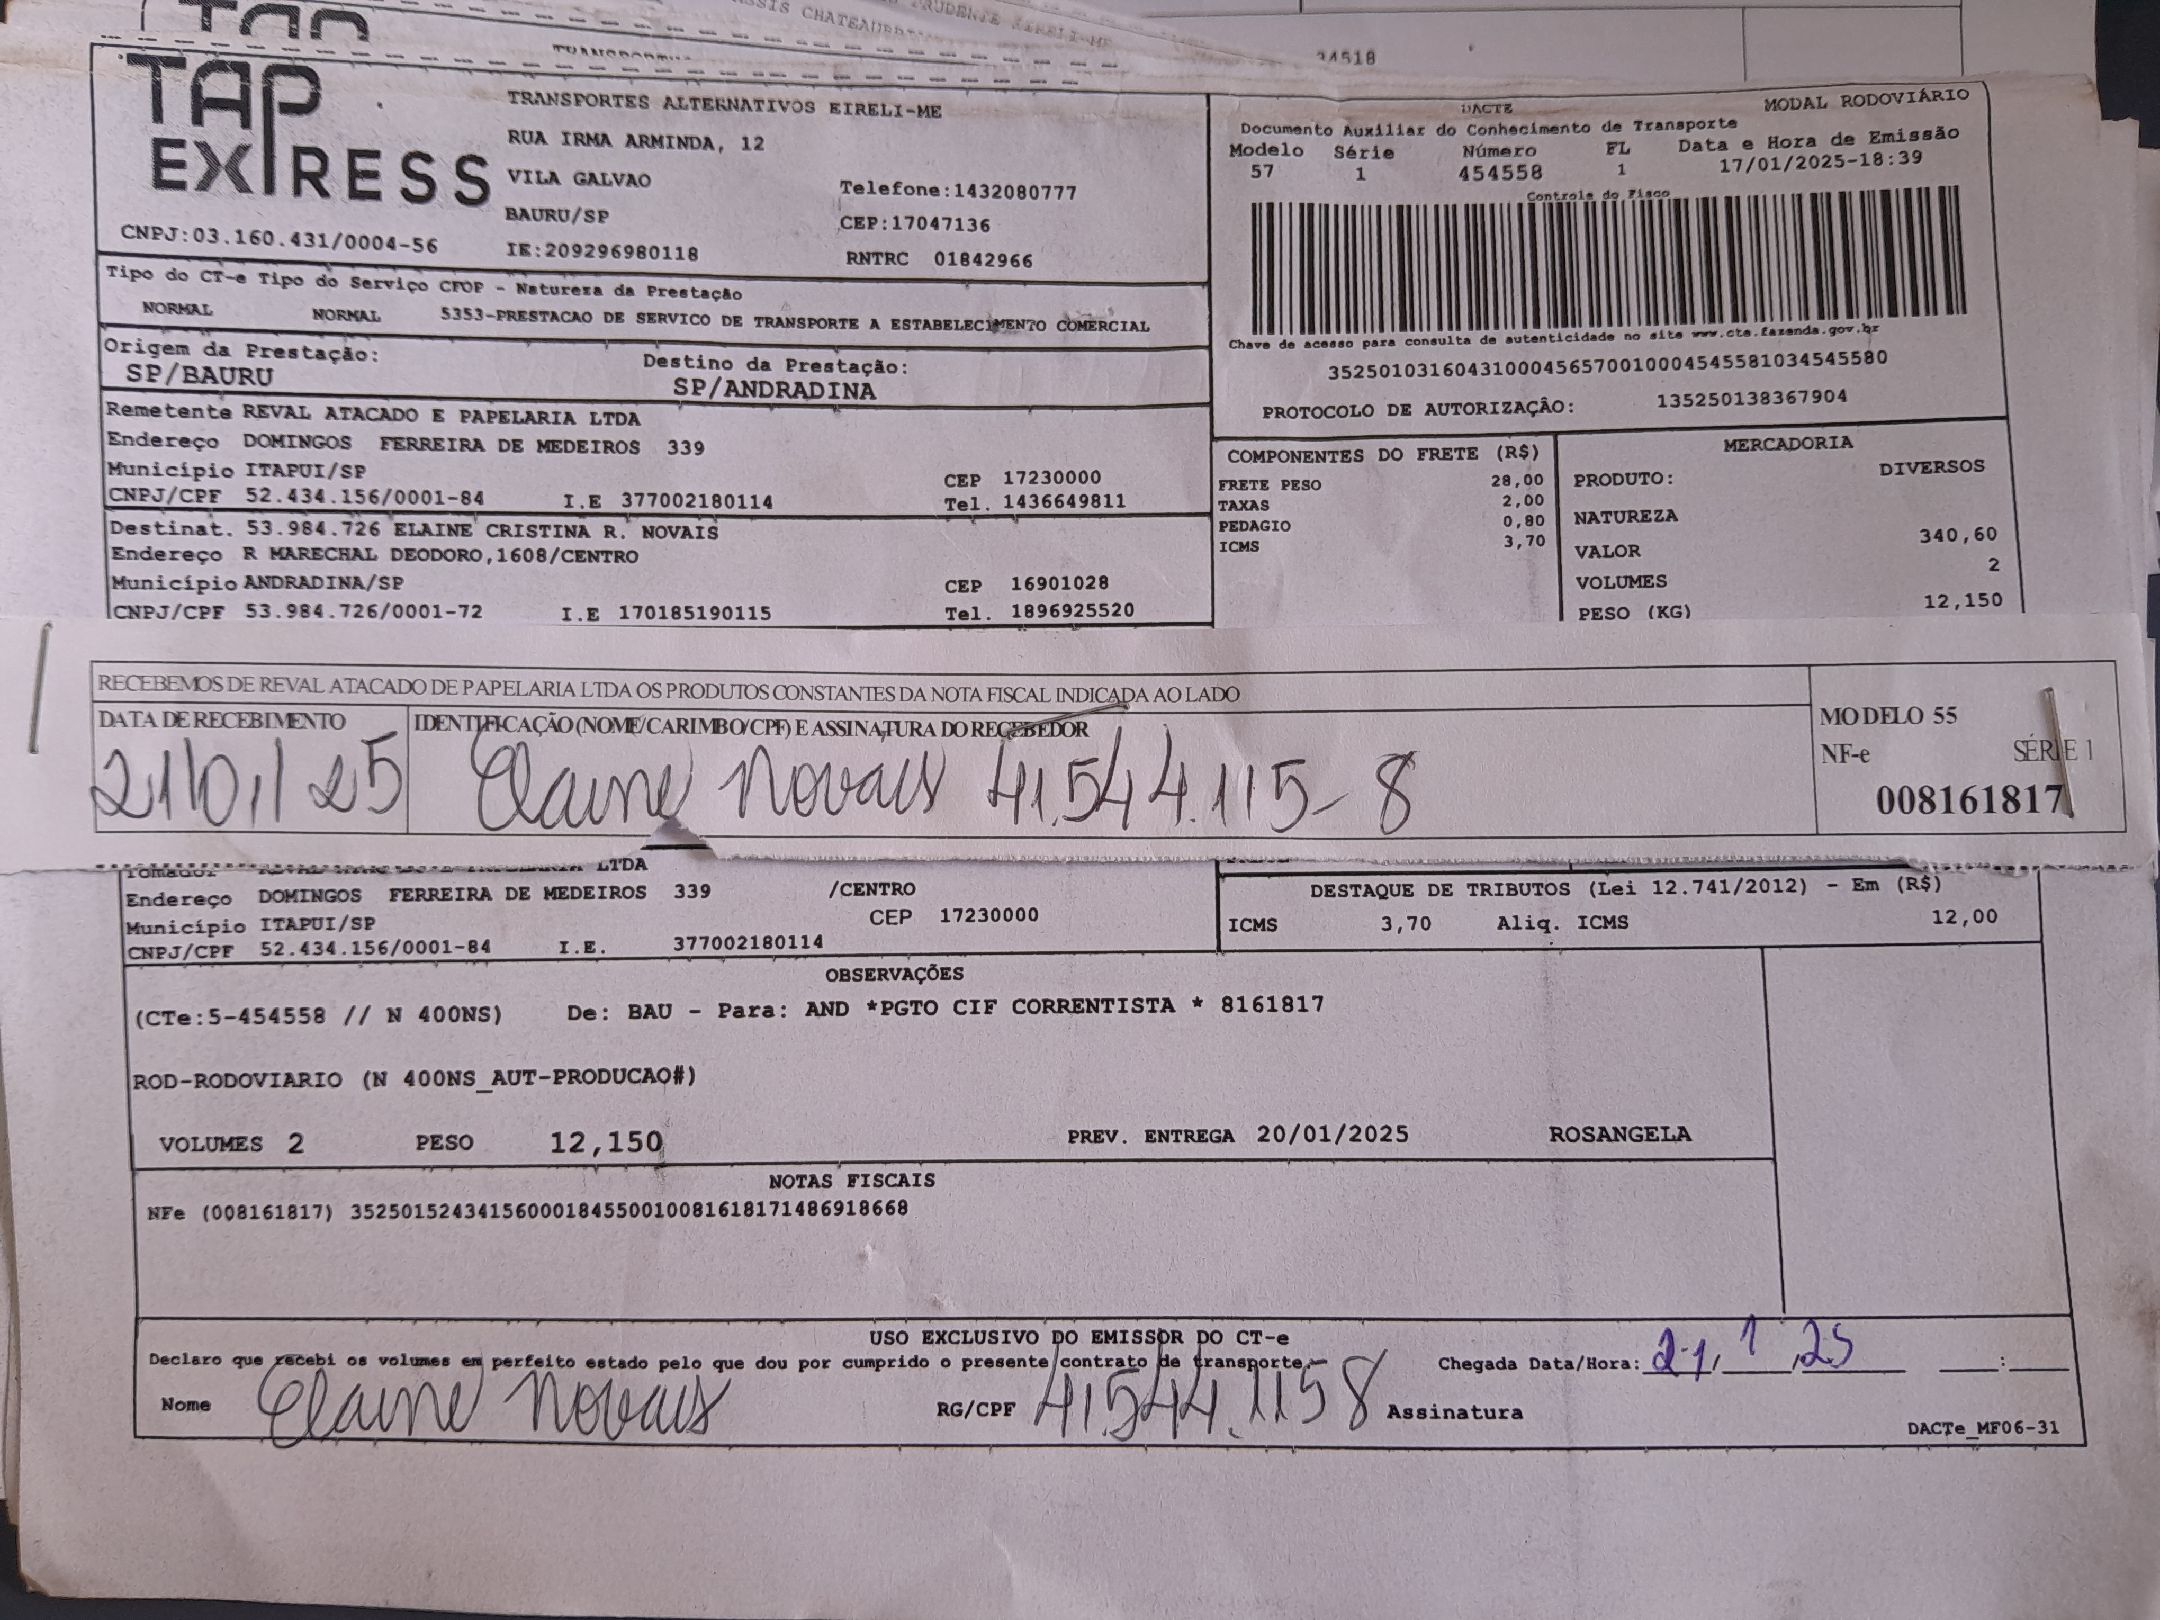 ASSIS CHATEAUBRI
PRUDENTE EIRELI-ME
34518
TAP
EXPRESS
TRANSPORTES ALTERNATIVOS EIRELI-ME
RUA IRMA ARMINDA, 12
VILA GALVAO
Telefone:1432080777
BAURU/SP
CEP:17047136
CNPJ:03.160.431/0004-56
IE:209296980118
RNTRC 01842966
DACTE
MODAL RODOVIÁRIO
Documento Auxiliar do Conhecimento de Transporte
Modelo Série Número FL Data e Hora de Emissão
57 1 454558 1 17/01/2025-18:39
Controle do Fisco
Chave de acesso para consulta de autenticidade no site www.cte.fazenda.gov.br
35250103160431000456570010004545581034545580
PROTOCOLO DE AUTORIZAÇÃO: 135250138367904
Tipo do CT-e Tipo do Serviço CFOP - Natureza da Prestação
NORMAL NORMAL 5353-PRESTACAO DE SERVICO DE TRANSPORTE A ESTABELECIMENTO COMERCIAL
Origem da Prestação: Destino da Prestação:
SP/BAURU SP/ANDRADINA
Remetente REVAL ATACADO E PAPELARIA LTDA
Endereço DOMINGOS FERREIRA DE MEDEIROS 339
Município ITAPUI/SP CEP 17230000
CNPJ/CPF 52.434.156/0001-84 I.E 377002180114 Tel. 1436649811
Destinat. 53.984.726 ELAINE CRISTINA R. NOVAIS
Endereço R MARECHAL DEODORO,1608/CENTRO
Município ANDRADINA/SP CEP 16901028
CNPJ/CPF 53.984.726/0001-72 I.E 170185190115 Tel. 1896925520
COMPONENTES DO FRETE (R$)
FRETE PESO 28,00
TAXAS 2,00
PEDAGIO 0,80
ICMS 3,70
MERCADORIA
PRODUTO: DIVERSOS
NATUREZA
VALOR 340,60
VOLUMES 2
PESO (KG) 12,150
RECEBEMOS DE REVAL ATACADO DE PAPELARIA LTDA OS PRODUTOS CONSTANTES DA NOTA FISCAL INDICADA AO LADO
DATA DE RECEBIMENTO
IDENTIFICAÇÃO (NOME/CARIMBO/CPF) E ASSINATURA DO RECEBEDOR
21/01/25
Elaine Novais 41.544.115-8
MODELO 55
NF-e SÉRIE 1
008161817
Tomador LTDA
Endereço DOMINGOS FERREIRA DE MEDEIROS 339 /CENTRO
Município ITAPUI/SP CEP 17230000
CNPJ/CPF 52.434.156/0001-84 I.E. 377002180114
DESTAQUE DE TRIBUTOS (Lei 12.741/2012) - Em (R$)
ICMS 3,70 Aliq. ICMS 12,00
OBSERVAÇÕES
(CTe:5-454558 // N 400NS) De: BAU - Para: AND *PGTO CIF CORRENTISTA * 8161817
ROD-RODOVIARIO (N 400NS_AUT-PRODUCAO#)
VOLUMES 2 PESO 12,150 PREV. ENTREGA 20/01/2025 ROSANGELA
NOTAS FISCAIS
NFe (008161817) 35250152434156000184550010081618171486918668
USO EXCLUSIVO DO EMISSOR DO CT-e
Declaro que recebi os volumes em perfeito estado pelo que dou por cumprido o presente contrato de transporte.
Chegada Data/Hora: 21/1/25 :
Nome Elaine Novais RG/CPF 41.544.115 8 Assinatura
DACTe_MF06-31